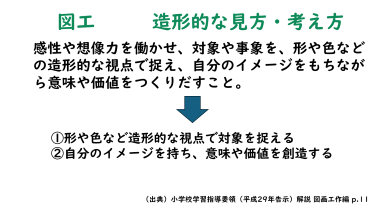 図工　　　造形的な見方・考え方
感性や想像力を働かせ、対象や事象を、形や色など
の造形的な視点で捉え、自分のイメージをもちなが
ら意味や価値をつくりだすこと。
①形や色など造形的な視点で対象を捉える
②自分のイメージを持ち、意味や価値を創造する
（出典）小学校学習指導要領（平成29年告示）解説 図画工作編 p.11